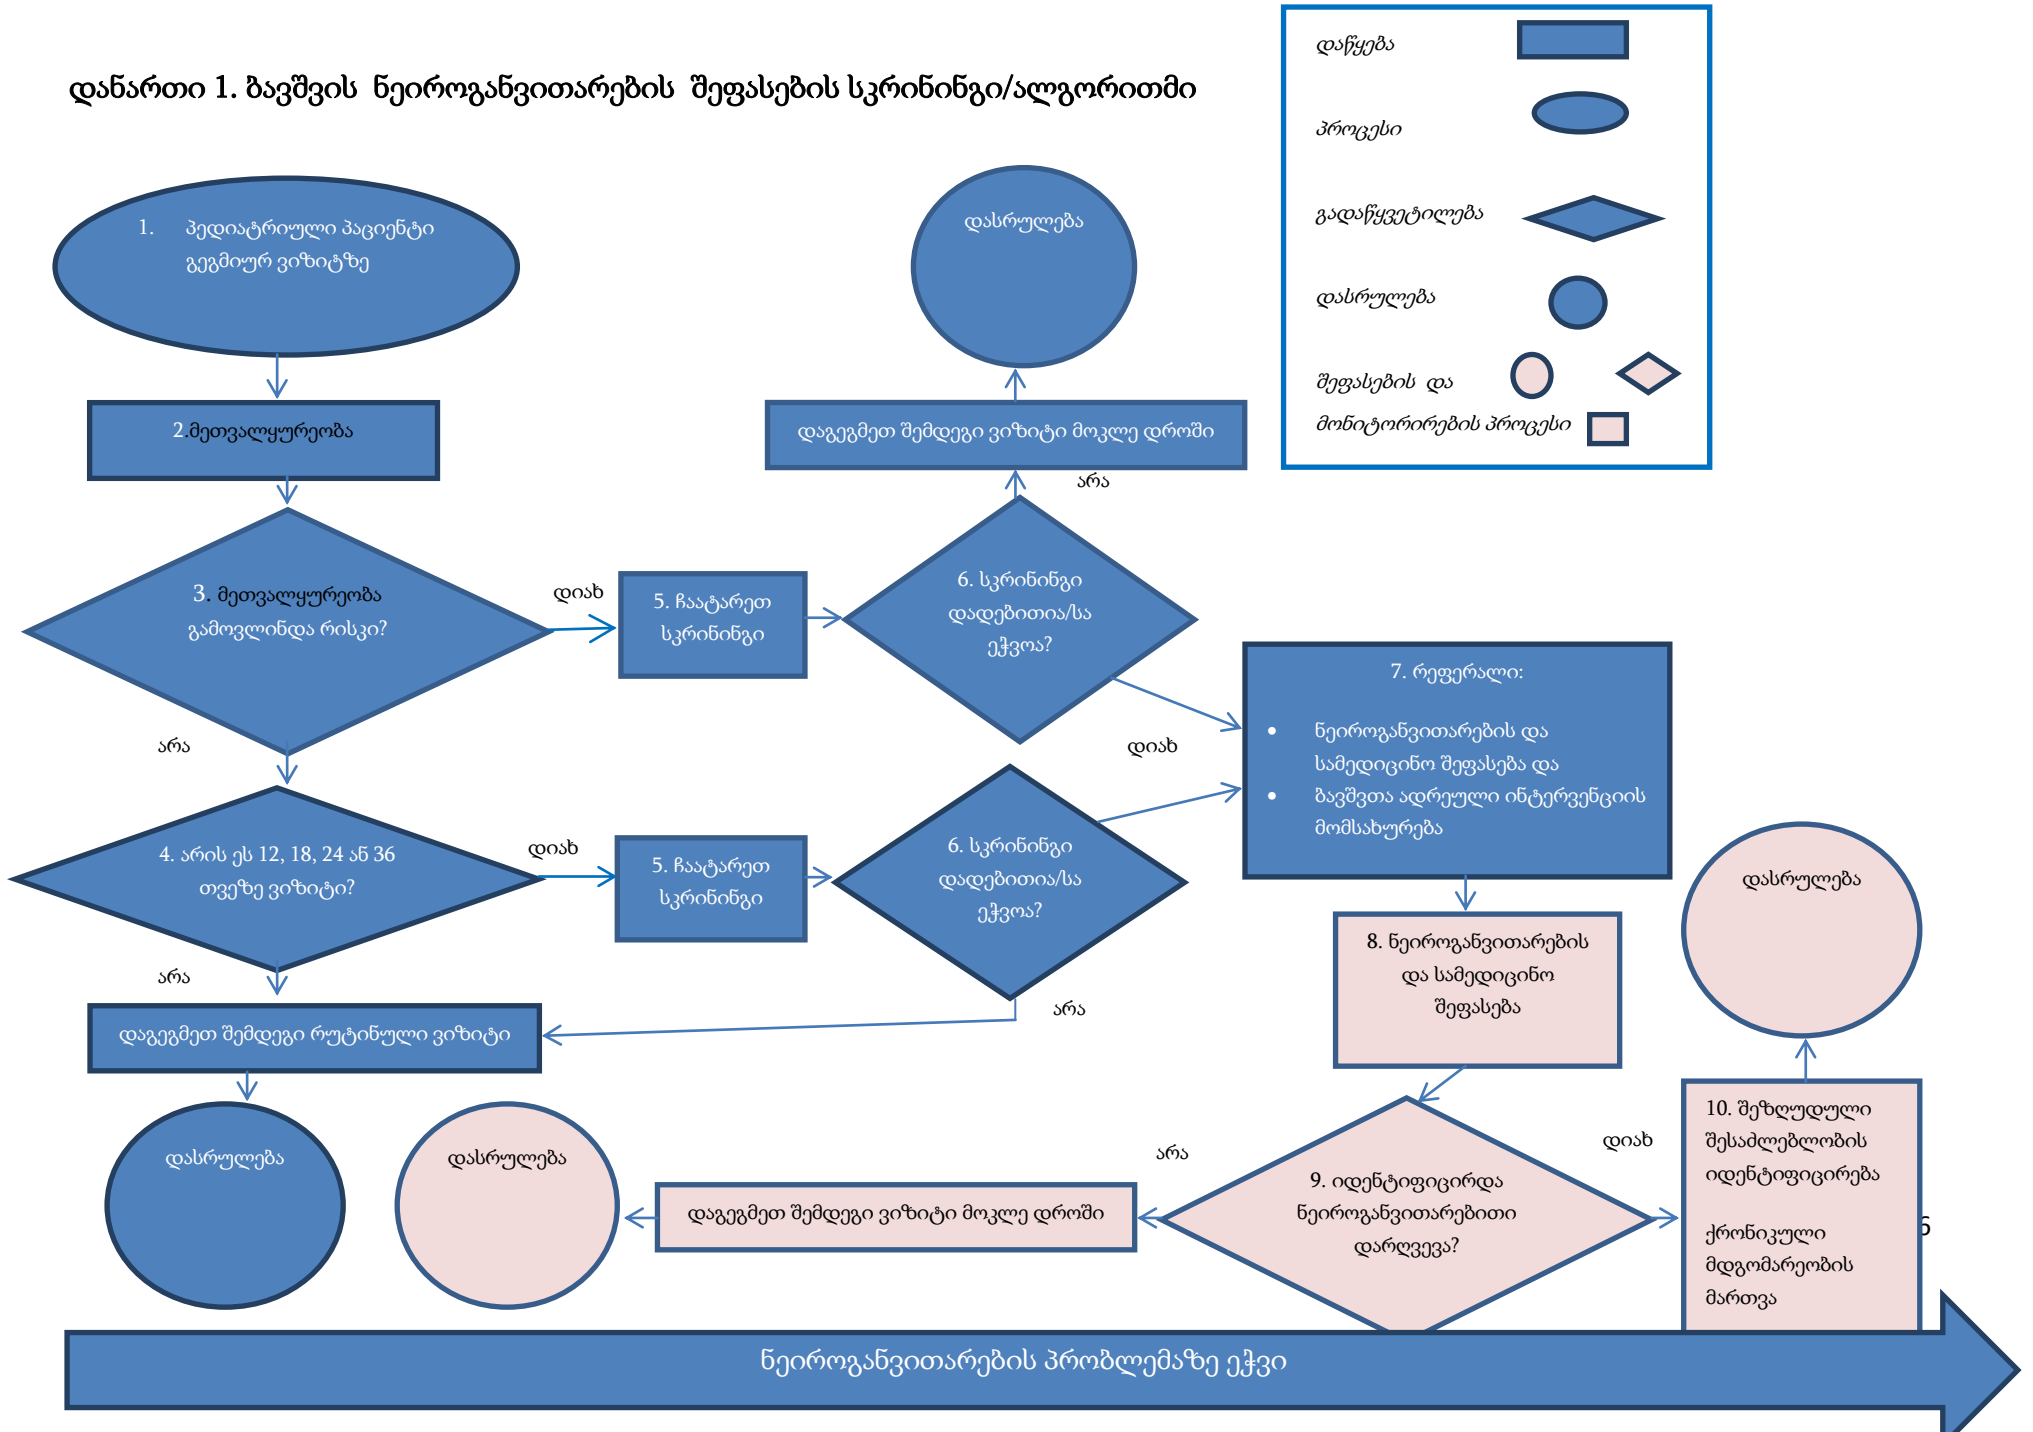 დანართი 1. ბავშვის ნეიროგანვითარების შეფასების სკრინინგი/ალგორითმი
დაწყება
პროცესი
გადაწყვეტილება
დასრულება
შეფასების და
მონიტორირების პროცესი
1. პედიატრიული პაციენტი
გეგმიურ ვიზიტზე
დასრულება
2.მეთვალყურეობა
დაგეგმეთ შემდეგი ვიზიტი მოკლე დროში
არა
3. მეთვალყურეობა
გამოვლინდა რისკი?
დიახ
5. ჩაატარეთ
სკრინინგი
6. სკრინინგი
დადებითია/სა
ეჭვოა?
7. რეფერალი:
• ნეიროგანვითარების და
სამედიცინო შეფასება და
• ბავშვთა ადრეული ინტერვენციის
მომსახურება
არა
დიახ
4. არის ეს 12, 18, 24 ან 36
თვეზე ვიზიტი?
დიახ
5. ჩაატარეთ
სკრინინგი
6. სკრინინგი
დადებითია/სა
ეჭვოა?
დასრულება
8. ნეიროგანვითარების
და სამედიცინო
შეფასება
არა
არა
დაგეგმეთ შემდეგი რუტინული ვიზიტი
დასრულება
დასრულება
დაგეგმეთ შემდეგი ვიზიტი მოკლე დროში
არა
9. იდენტიფიცირდა
ნეიროგანვითარებითი
დარღვევა?
დიახ
10. შეზღუდული
შესაძლებლობის
იდენტიფიცირება
ქრონიკული
მდგომარეობის
მართვა
6
ნეიროგანვითარების პრობლემაზე ეჭვი